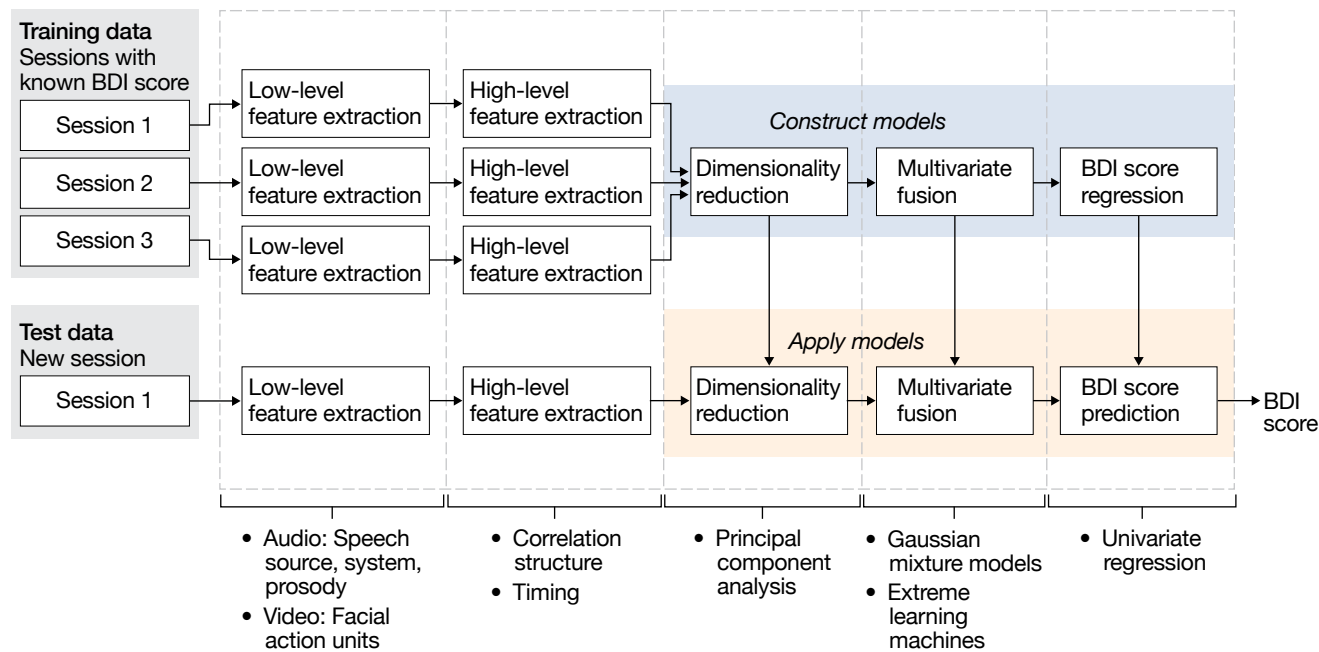 Training data
Sessions with
known BDI score
Session 1
Session 2
Session 3
Low-level
feature extraction
High-level
feature extraction
Low-level
feature extraction
High-level
feature extraction
Low-level
feature extraction
High-level
feature extraction
Construct models
Dimensionality
reduction
Multivariate
fusion
BDI score
regression
Test data
New session
Session 1
Low-level
feature extraction
High-level
feature extraction
Apply models
Dimensionality
reduction
Multivariate
fusion
BDI score
prediction
BDI
score
• Audio: Speech
source, system,
prosody
• Video: Facial
action units
• Correlation
structure
• Timing
• Principal
component
analysis
• Gaussian
mixture models
• Extreme
learning
machines
• Univariate
regression